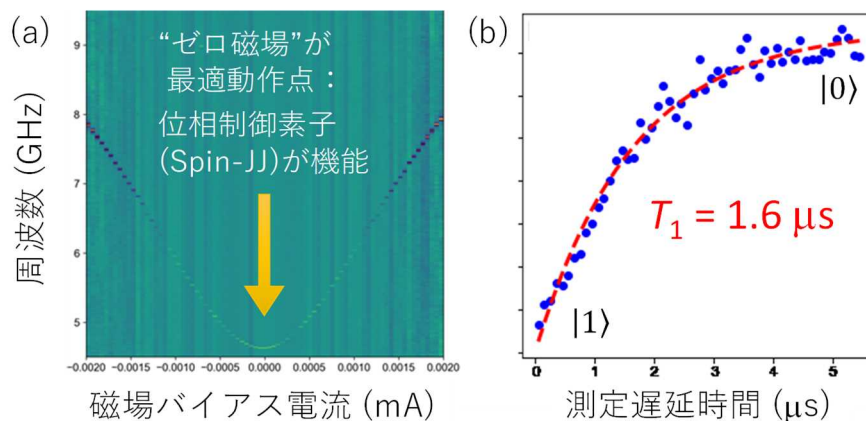 (a)
周波数 (GHz)
9
8
7
6
5
“ゼロ磁場”が
最適動作点：
位相制御素子
(Spin-JJ)が機能
−0.0020 −0.0015 −0.0010 −0.0005 0.0000 0.0005 0.0010 0.0015 0.0020
磁場バイアス電流 (mA)
(b)
|0⟩
T1 = 1.6 μs
|1⟩
0 1 2 3 4 5
測定遅延時間 (μs)